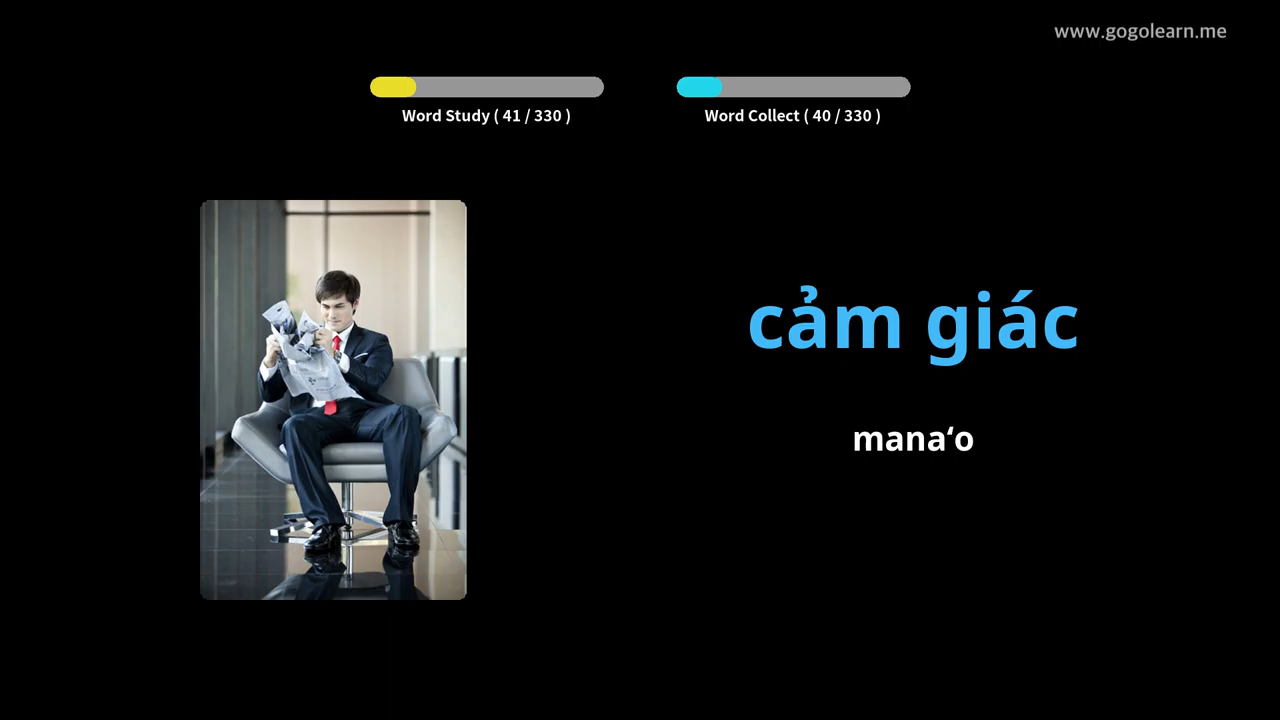 www.gogolearn.me
Word Study ( 41 / 330 )
Word Collect ( 40 / 330 )
cảm giác
manaʻo